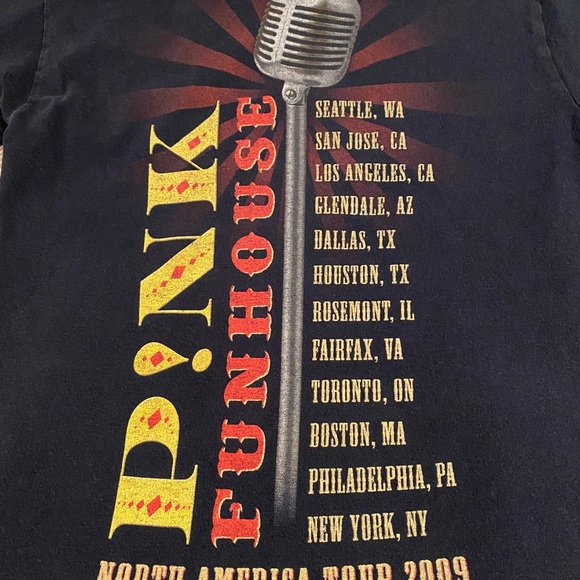 P!NK
FUNHOUSE
SEATTLE, WA
SAN JOSE, CA
LOS ANGELES, CA
GLENDALE, AZ
DALLAS, TX
HOUSTON, TX
ROSEMONT, IL
FAIRFAX, VA
TORONTO, ON
BOSTON, MA
PHILADELPHIA, PA
NEW YORK, NY
NORTH AMERICA TOUR 2009